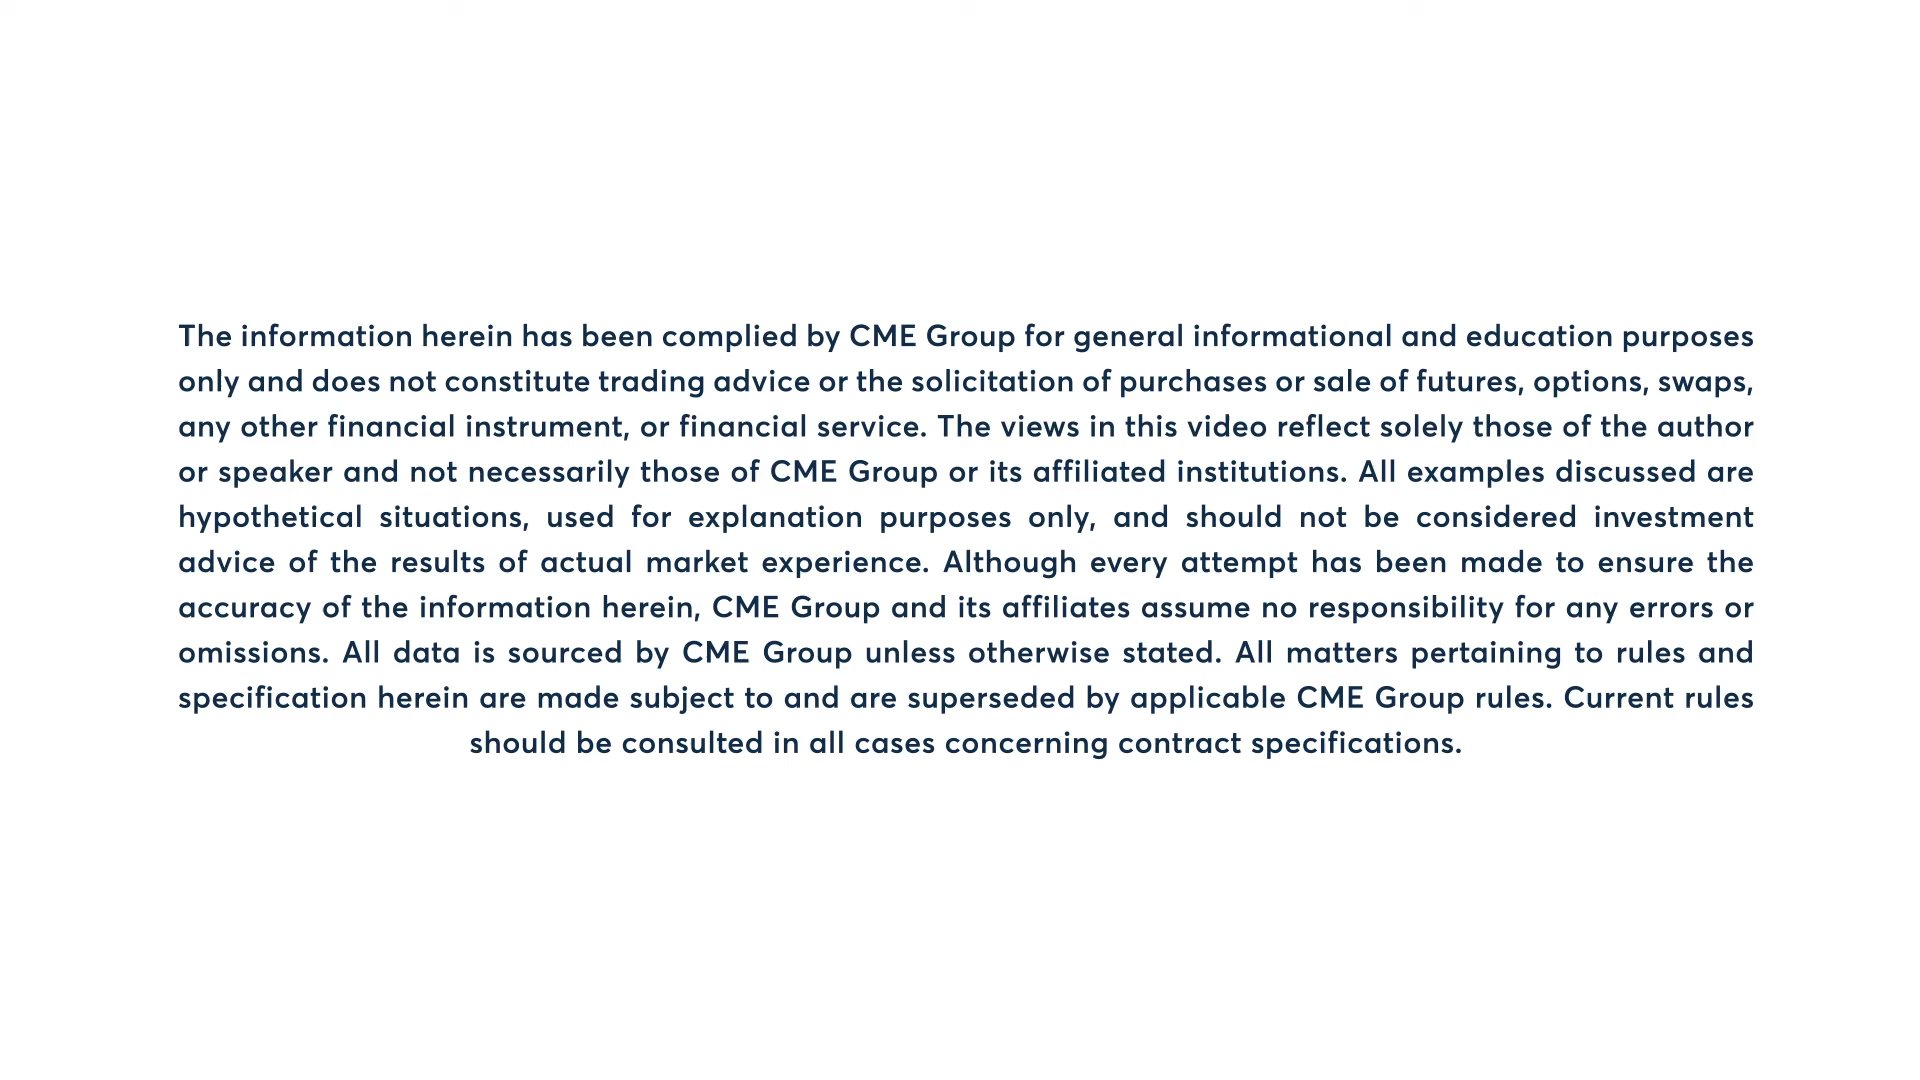 The information herein has been complied by CME Group for general informational and education purposes
only and does not constitute trading advice or the solicitation of purchases or sale of futures, options, swaps,
any other financial instrument, or financial service. The views in this video reflect solely those of the author
or speaker and not necessarily those of CME Group or its affiliated institutions. All examples discussed are
hypothetical situations, used for explanation purposes only, and should not be considered investment
advice of the results of actual market experience. Although every attempt has been made to ensure the
accuracy of the information herein, CME Group and its affiliates assume no responsibility for any errors or
omissions. All data is sourced by CME Group unless otherwise stated. All matters pertaining to rules and
specification herein are made subject to and are superseded by applicable CME Group rules. Current rules
should be consulted in all cases concerning contract specifications.